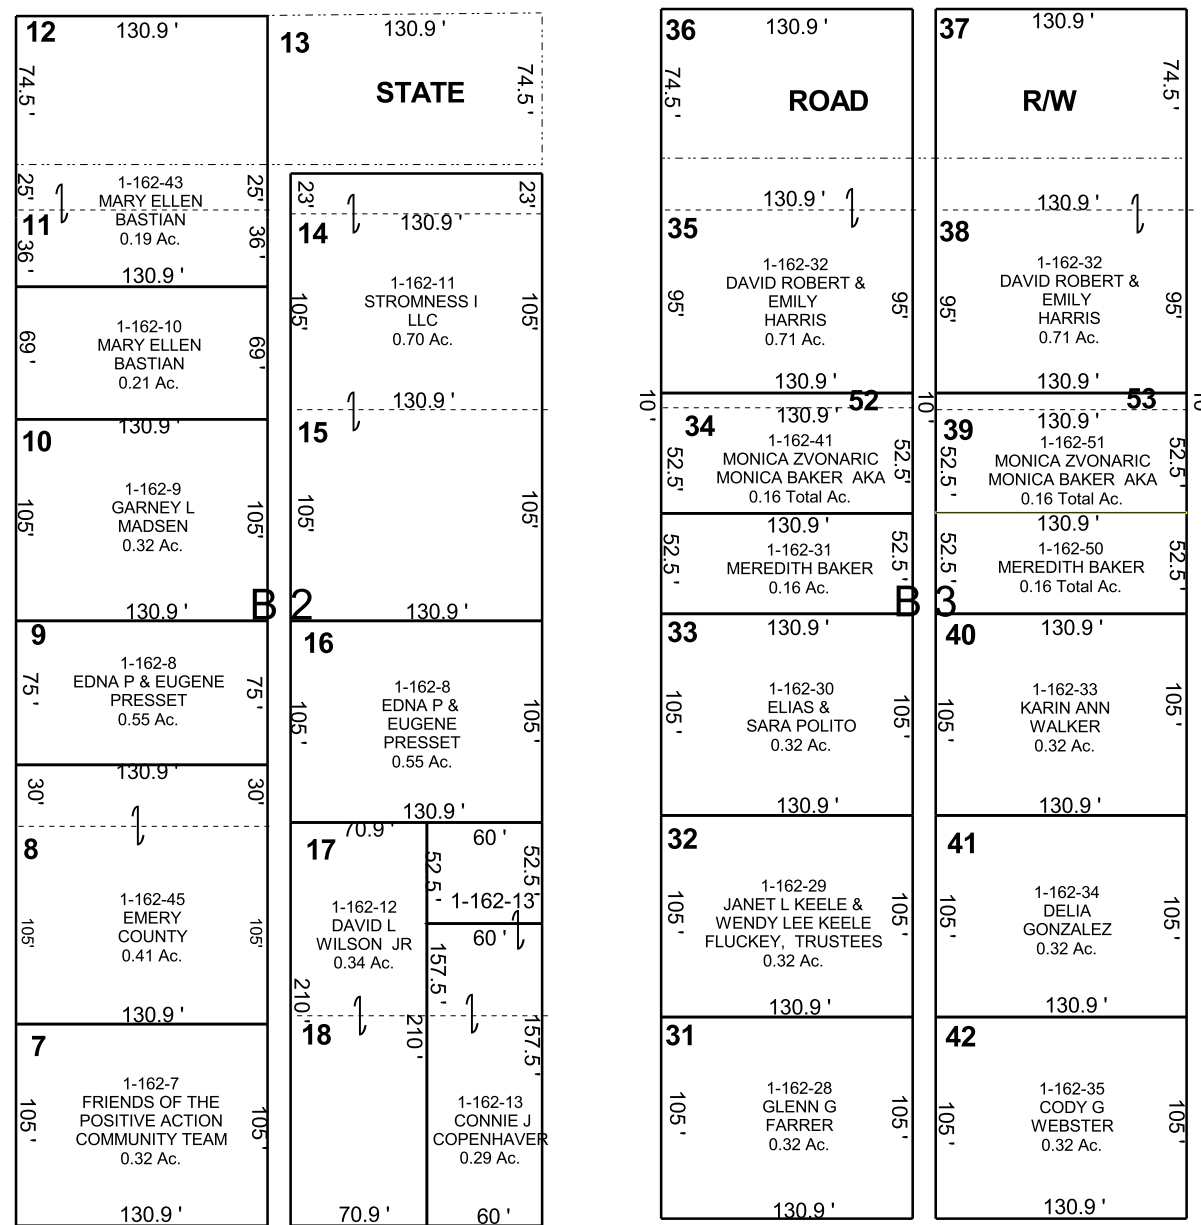 12
130.9 '
74.5 '
25'
25'
1-162-43
MARY ELLEN
BASTIAN
0.19 Ac.
11
36 '
36 '
130.9 '
1-162-10
MARY ELLEN
BASTIAN
0.21 Ac.
69 '
69 '
130.9 '
10
1-162-9
GARNEY L
MADSEN
0.32 Ac.
105'
105'
130.9 '
B 2
9
1-162-8
EDNA P & EUGENE
PRESSET
0.55 Ac.
75 '
75 '
130.9 '
30'
30'
8
1-162-45
EMERY
COUNTY
0.41 Ac.
105'
105'
130.9 '
7
1-162-7
FRIENDS OF THE
POSITIVE ACTION
COMMUNITY TEAM
0.32 Ac.
105 '
105 '
130.9 '
13
130.9 '
74.5 '
STATE
23'
23'
130.9 '
14
1-162-11
STROMNESS I
LLC
0.70 Ac.
105'
105'
130.9 '
15
105'
105'
130.9 '
16
1-162-8
EDNA P &
EUGENE
PRESSET
0.55 Ac.
105 '
105 '
130.9 '
70.9 '
60 '
17
52.5 '
52.5 '
1-162-13
60 '
1-162-12
DAVID L
WILSON JR
0.34 Ac.
157.5 '
210 '
210 '
18
157.5 '
1-162-13
CONNIE J
COPENHAVER
0.29 Ac.
70.9 '
60 '
36
130.9 '
74.5 '
ROAD
130.9 '
35
1-162-32
DAVID ROBERT &
EMILY
HARRIS
0.71 Ac.
95'
95'
130.9 '
52
10 '
10 '
130.9 '
34
1-162-41
MONICA ZVONARIC
MONICA BAKER AKA
0.16 Total Ac.
52.5'
52.5'
130.9 '
1-162-31
MEREDITH BAKER
0.16 Ac.
52.5 '
52.5 '
B 3
33
130.9 '
1-162-30
ELIAS &
SARA POLITO
0.32 Ac.
105 '
105 '
130.9 '
32
1-162-29
JANET L KEELE &
WENDY LEE KEELE
FLUCKEY, TRUSTEES
0.32 Ac.
105 '
105 '
130.9 '
31
1-162-28
GLENN G
FARRER
0.32 Ac.
105 '
105 '
130.9 '
37
130.9 '
74.5 '
R/W
130.9 '
38
1-162-32
DAVID ROBERT &
EMILY
HARRIS
0.71 Ac.
95'
95'
130.9 '
53
130.9 '
39
1-162-51
MONICA ZVONARIC
MONICA BAKER AKA
0.16 Total Ac.
52.5 '
52.5 '
130.9 '
1-162-50
MEREDITH BAKER
0.16 Total Ac.
52.5 '
52.5 '
40
130.9 '
1-162-33
KARIN ANN
WALKER
0.32 Ac.
105 '
105 '
130.9 '
41
1-162-34
DELIA
GONZALEZ
0.32 Ac.
105 '
105 '
130.9 '
42
1-162-35
CODY G
WEBSTER
0.32 Ac.
105 '
105 '
130.9 '